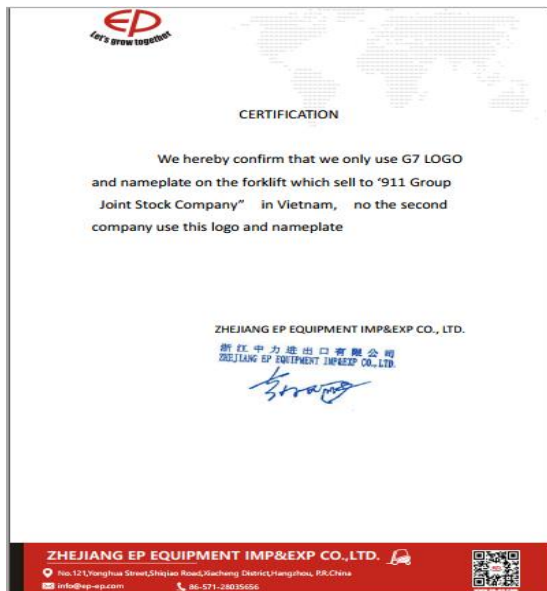 EP
Let's grow together
CERTIFICATION
We hereby confirm that we only use G7 LOGO
and nameplate on the forklift which sell to '911 Group
Joint Stock Company" in Vietnam, no the second
company use this logo and nameplate
ZHEJIANG EP EQUIPMENT IMP&EXP CO., LTD.
浙江中力进出口有限公司
ZHEJIANG EP EQUIPMENT IMP&EXP CO.,LTD.
ZHEJIANG EP EQUIPMENT IMP&EXP CO.,LTD.
No.121,Yonghua Street,Shiqiao Road,Xiacheng District,Hangzhou, P.R.China
info@ep-ep.com 86-571-28035656